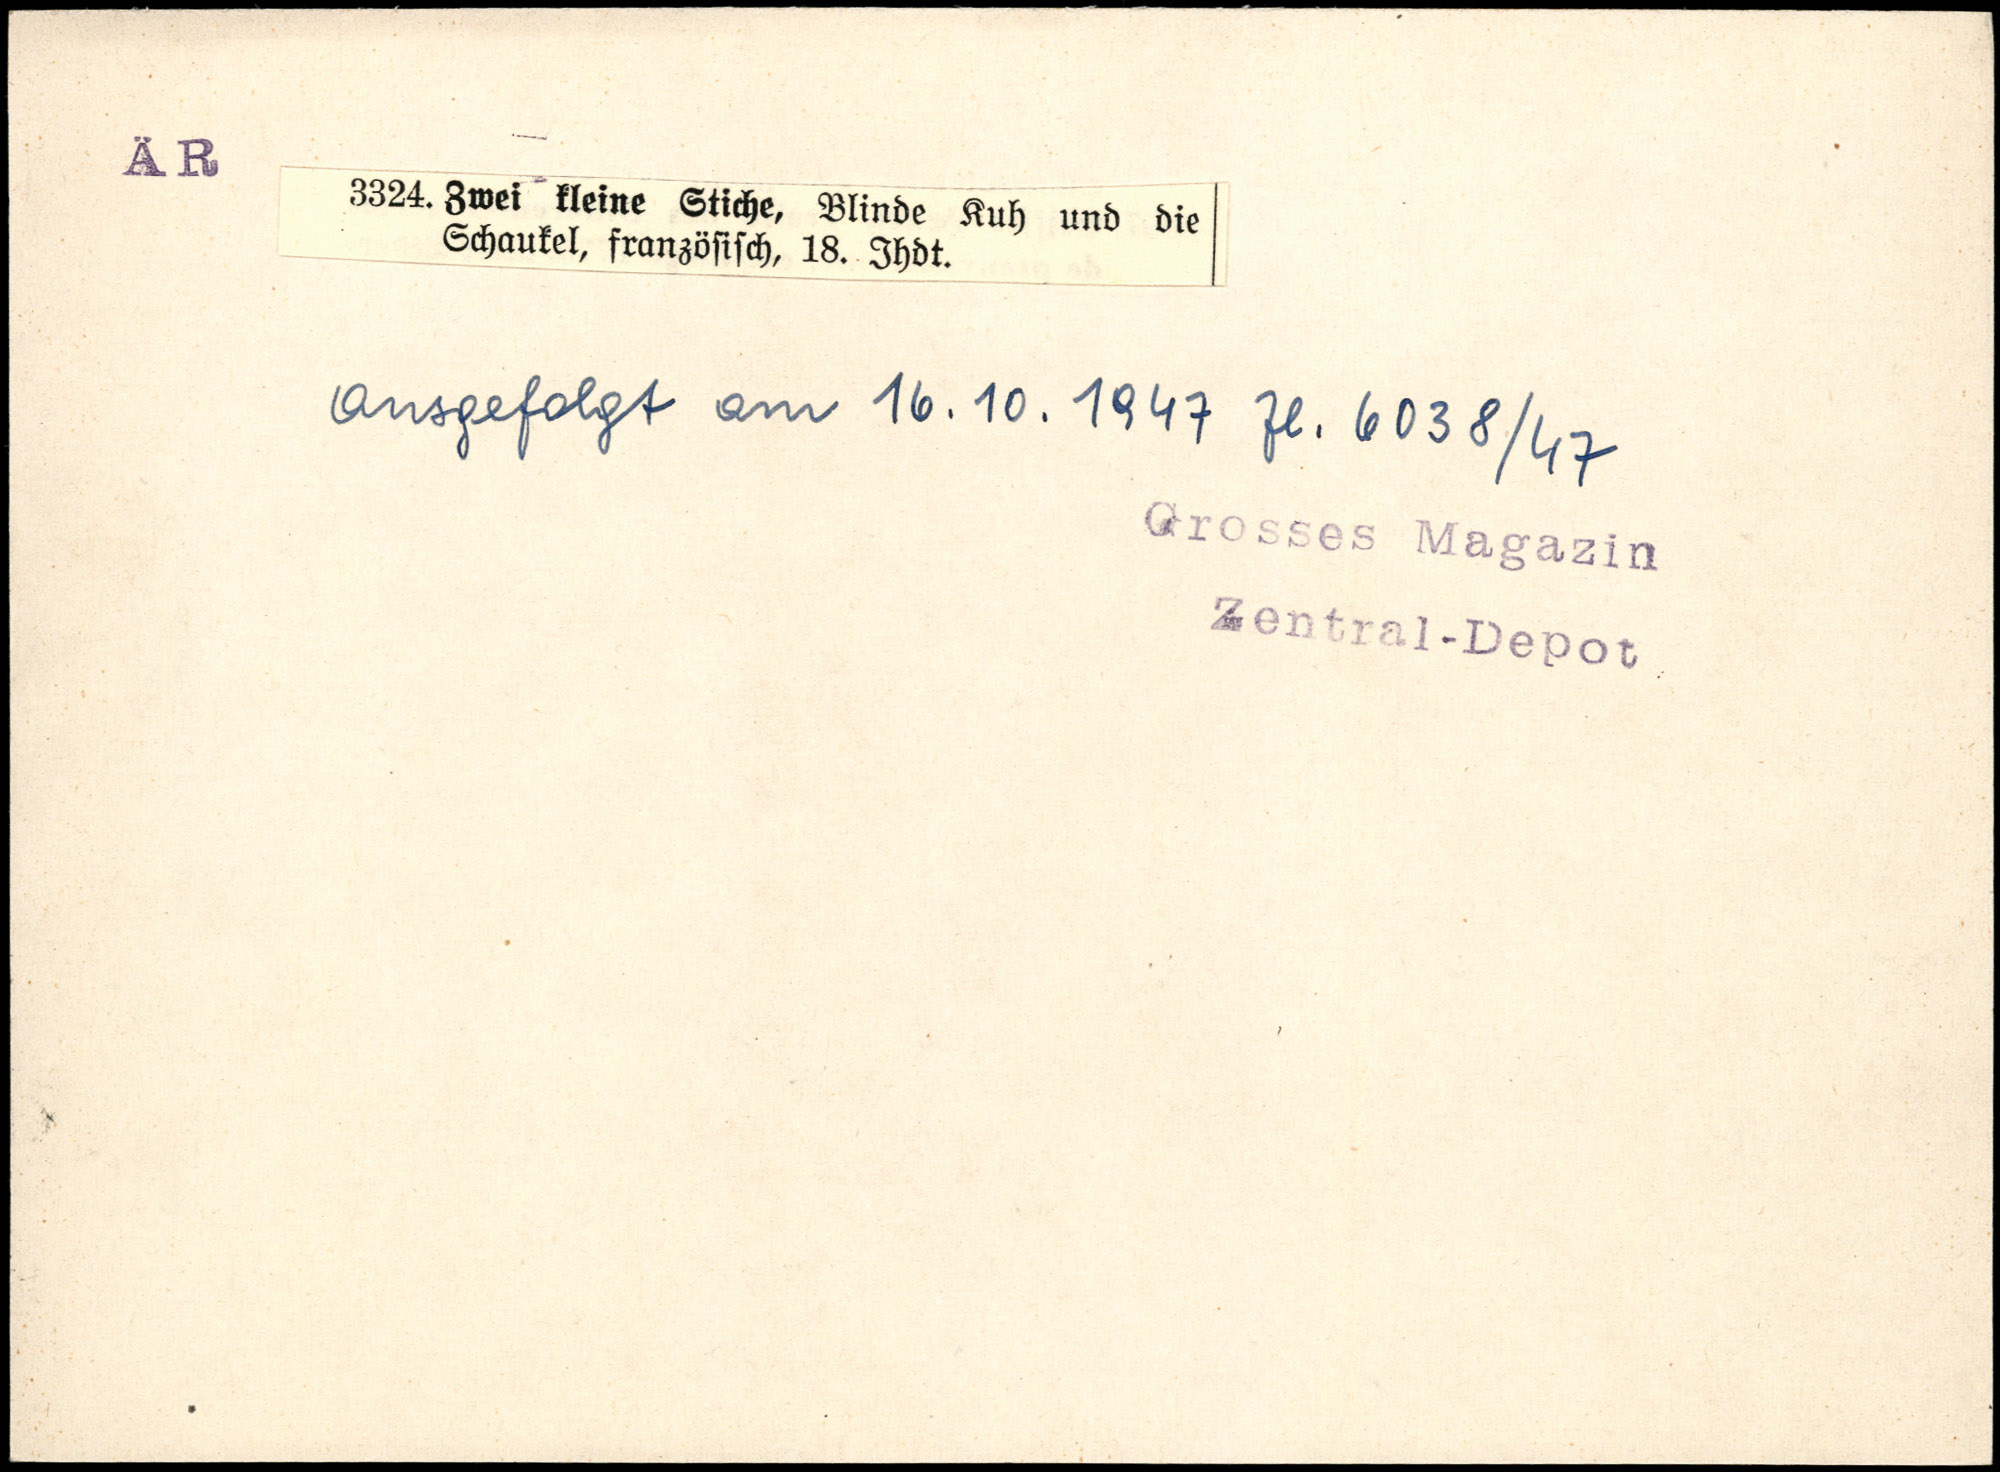 ÄR
3324. Zwei kleine Stiche, Blinde Kuh und die
Schaukel, französisch, 18. Jhdt.
ausgefolgt am 16.10.1947 Zl. 6038/47
Grosses Magazin
Zentral-Depot